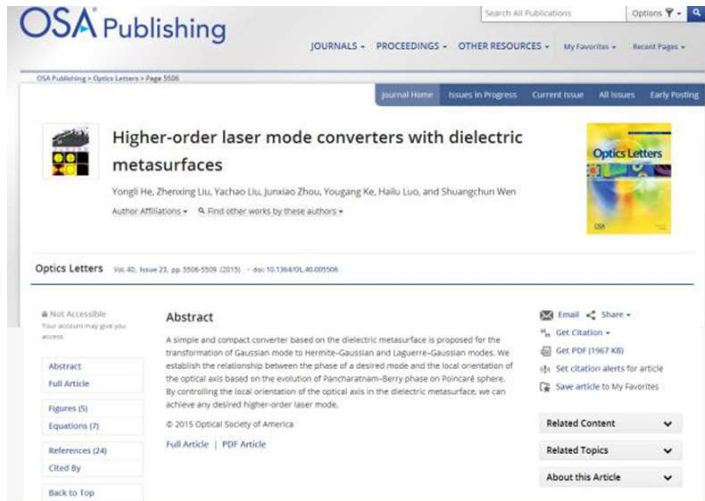 OSA Publishing
Search All Publications
Options
JOURNALS PROCEEDINGS OTHER RESOURCES My Favorites Recent Pages
OSA Publishing > Optics Letters > Page 5506
Journal Home Issues in Progress Current Issue All Issues Early Posting
Higher-order laser mode converters with dielectric
metasurfaces
Optics Letters
Yongli He, Zhenxing Liu, Yachao Liu, Junxiao Zhou, Yougang Ke, Hailu Luo, and Shuangchun Wen
Author Affiliations Find other works by these authors
OSA
Optics Letters Vol. 40, Issue 23, pp. 5506-5509 (2015) • doi: 10.1364/OL.40.005506
Not Accessible
Your account may give you
access
Abstract
Full Article
Figures (5)
Equations (7)
References (24)
Cited By
Back to Top
Abstract
A simple and compact converter based on the dielectric metasurface is proposed for the
transformation of Gaussian mode to Hermite–Gaussian and Laguerre–Gaussian modes. We
establish the relationship between the phase of a desired mode and the local orientation of
the optical axis based on the evolution of Pancharatnam–Berry phase on Poincaré sphere.
By controlling the local orientation of the optical axis in the dielectric metasurface, we can
achieve any desired higher-order laser mode.
© 2015 Optical Society of America
Full Article | PDF Article
Email Share
Get Citation
Get PDF (1967 KB)
Set citation alerts for article
Save article to My Favorites
Related Content
Related Topics
About this Article